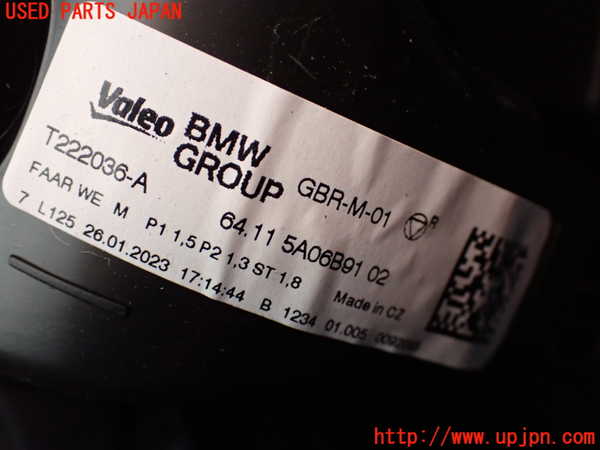 USED PARTS JAPAN
Valeo BMW GROUP GBR-M-01 R
T222036-A 64.11 5A06B91 02
FAAR WE M P1 1,5 P2 1,3 ST 1,8 Made in CZ
7 L125 26.01.2023 17:14:44 B 1234 01.005
http://www.upjpn.com/